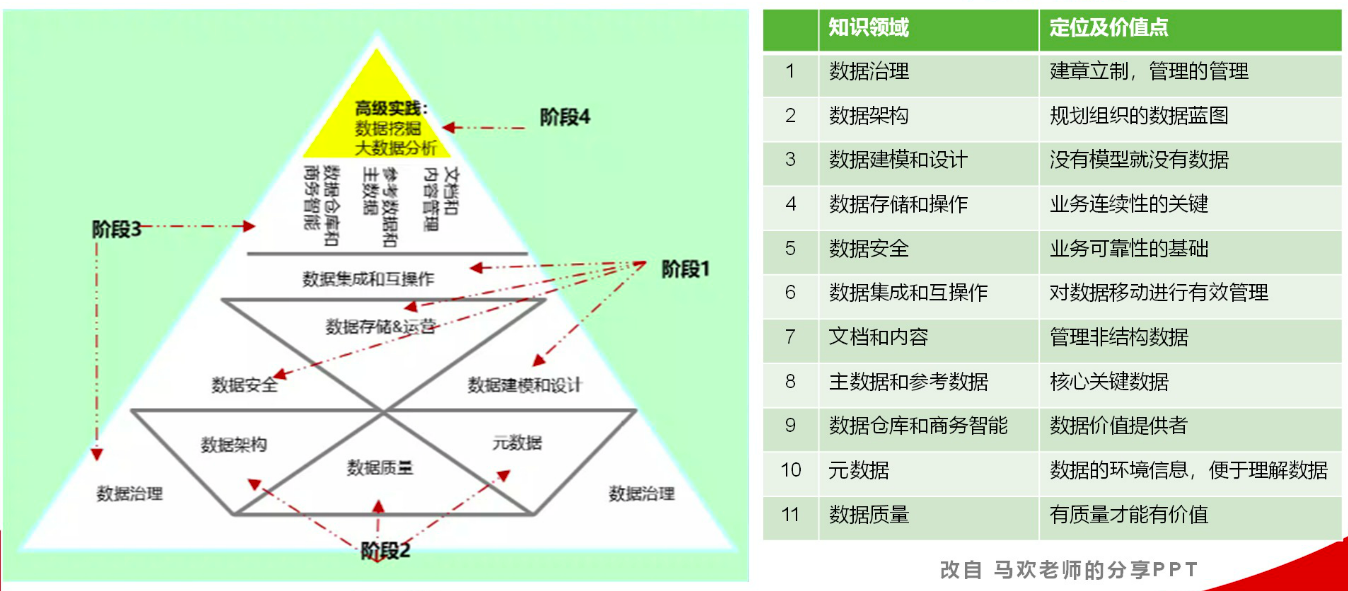 高级实践：
数据挖掘
大数据分析
阶段4
数据仓库和
商务智能
参考数据和
主数据
文档和
内容管理
阶段3
数据集成和互操作
阶段1
数据存储&运营
数据安全
数据建模和设计
数据架构
元数据
数据质量
数据治理
数据治理
阶段2
知识领域 定位及价值点
1 数据治理 建章立制，管理的管理
2 数据架构 规划组织的数据蓝图
3 数据建模和设计 没有模型就没有数据
4 数据存储和操作 业务连续性的关键
5 数据安全 业务可靠性的基础
6 数据集成和互操作 对数据移动进行有效管理
7 文档和内容 管理非结构数据
8 主数据和参考数据 核心关键数据
9 数据仓库和商务智能 数据价值提供者
10 元数据 数据的环境信息，便于理解数据
11 数据质量 有质量才能有价值
改自 马欢老师的分享PPT